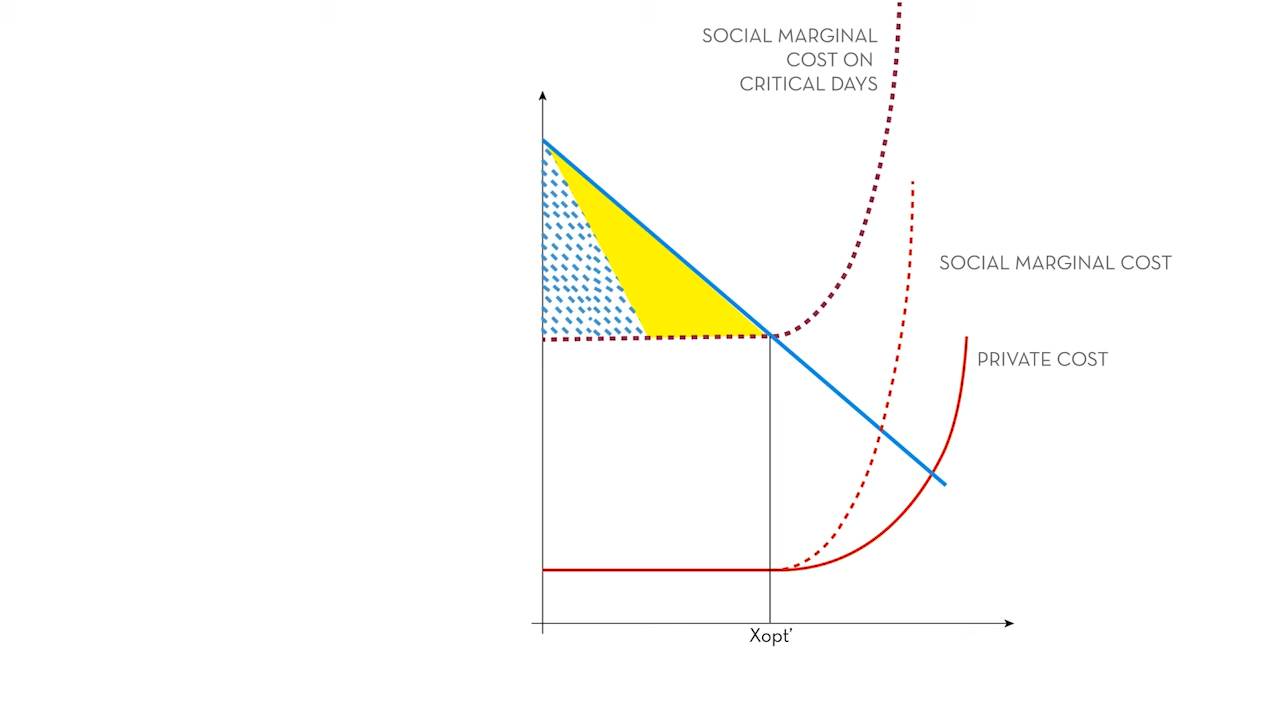 SOCIAL MARGINAL
COST ON
CRITICAL DAYS
SOCIAL MARGINAL COST
PRIVATE COST
Xopt’